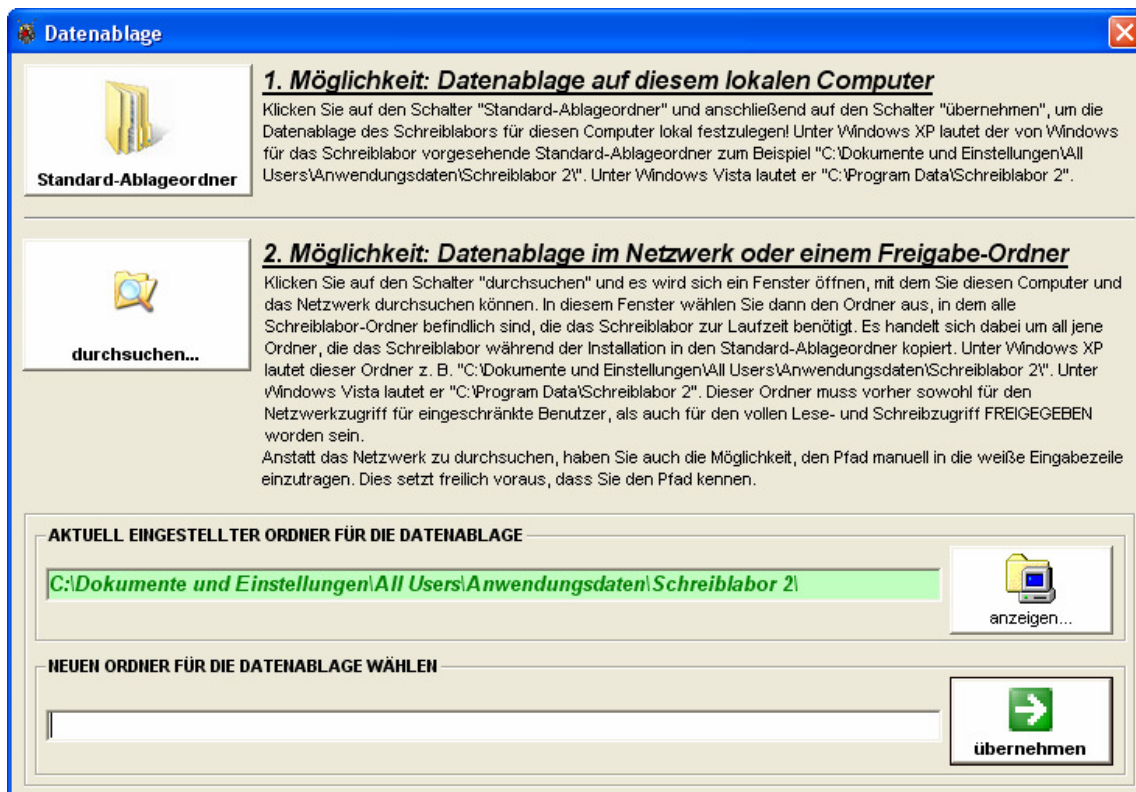 Datenablage
1. Möglichkeit: Datenablage auf diesem lokalen Computer
Klicken Sie auf den Schalter "Standard-Ablageordner" und anschließend auf den Schalter "übernehmen", um die
Datenablage des Schreiblabors für diesen Computer lokal festzulegen! Unter Windows XP lautet der von Windows
für das Schreiblabor vorgesehende Standard-Ablageordner zum Beispiel "C:\Dokumente und Einstellungen\All
Users\Anwendungsdaten\Schreiblabor 2\". Unter Windows Vista lautet er "C:\Program Data\Schreiblabor 2".
Standard-Ablageordner
2. Möglichkeit: Datenablage im Netzwerk oder einem Freigabe-Ordner
Klicken Sie auf den Schalter "durchsuchen" und es wird sich ein Fenster öffnen, mit dem Sie diesen Computer und
das Netzwerk durchsuchen können. In diesem Fenster wählen Sie dann den Ordner aus, in dem alle
Schreiblabor-Ordner befindlich sind, die das Schreiblabor zur Laufzeit benötigt. Es handelt sich dabei um all jene
Ordner, die das Schreiblabor während der Installation in den Standard-Ablageordner kopiert. Unter Windows XP
lautet dieser Ordner z. B. "C:\Dokumente und Einstellungen\All Users\Anwendungsdaten\Schreiblabor 2\". Unter
Windows Vista lautet er "C:\Program Data\Schreiblabor 2". Dieser Ordner muss vorher sowohl für den
Netzwerkzugriff für eingeschränkte Benutzer, als auch für den vollen Lese- und Schreibzugriff FREIGEGEBEN
worden sein.
Anstatt das Netzwerk zu durchsuchen, haben Sie auch die Möglichkeit, den Pfad manuell in die weiße Eingabezeile
einzutragen. Dies setzt freilich voraus, dass Sie den Pfad kennen.
durchsuchen...
AKTUELL EINGESTELLTER ORDNER FÜR DIE DATENABLAGE
C:\Dokumente und Einstellungen\All Users\Anwendungsdaten\Schreiblabor 2\
anzeigen...
NEUEN ORDNER FÜR DIE DATENABLAGE WÄHLEN
übernehmen